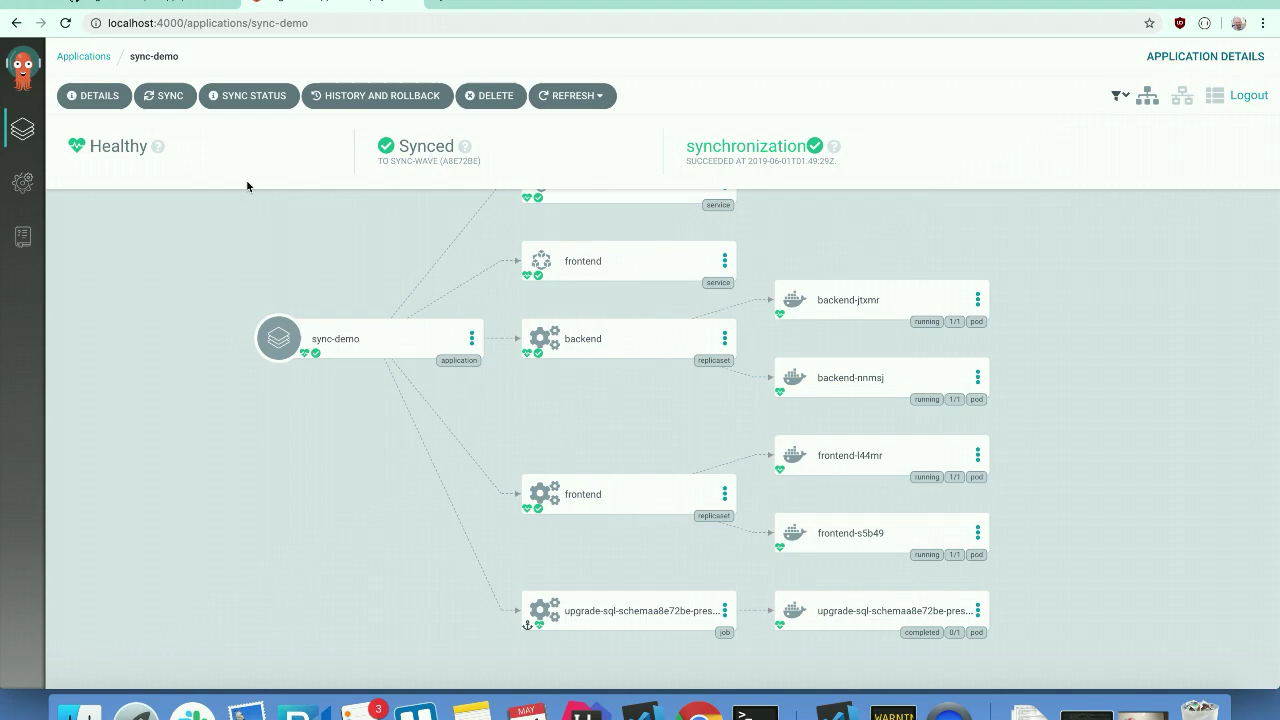 localhost:4000/applications/sync-demo
Applications / sync-demo
APPLICATION DETAILS
DETAILS
SYNC
SYNC STATUS
HISTORY AND ROLLBACK
DELETE
REFRESH
Logout
Healthy
Synced
TO SYNC-WAVE (A8E72BE)
synchronization
SUCCEEDED AT 2019-06-01T01:49:29Z.
service
frontend
service
sync-demo
application
backend
replicaset
backend-jtxmr
running 1/1 pod
backend-nnmsj
running 1/1 pod
frontend
replicaset
frontend-l44mr
running 1/1 pod
frontend-s5b49
running 1/1 pod
upgrade-sql-schemaa8e72be-pres...
job
upgrade-sql-schemaa8e72be-pres...
completed 0/1 pod
3
MAY
WARNING